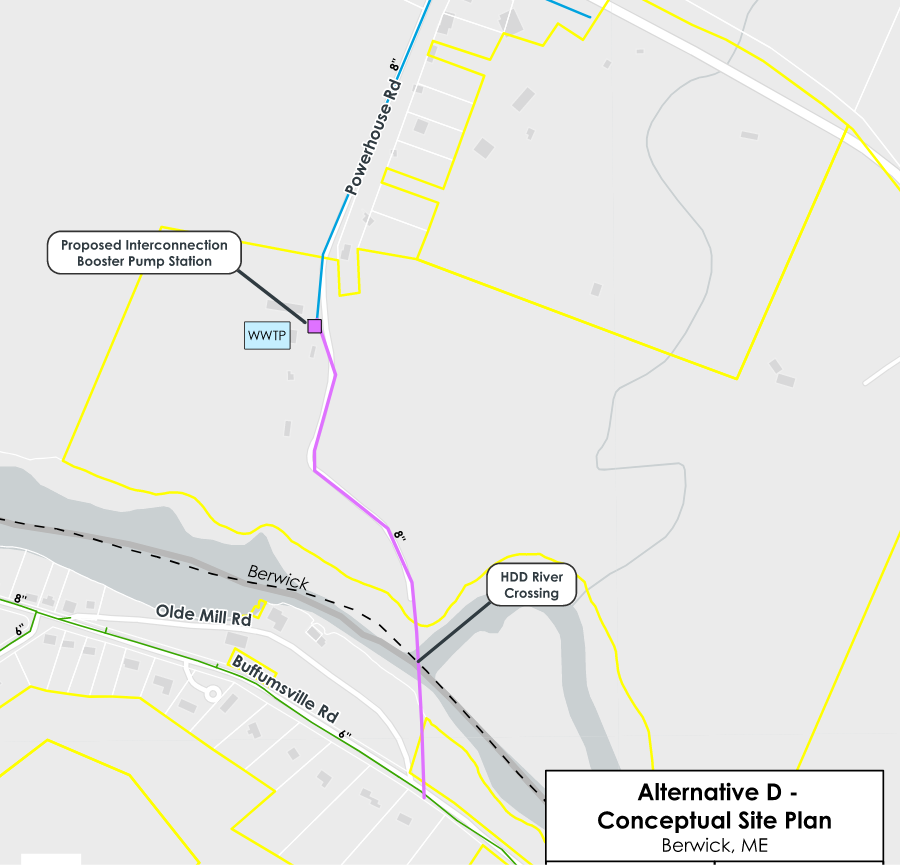 8"
Powerhouse Rd
Proposed Interconnection
Booster Pump Station
WWTP
8"
HDD River
Crossing
Berwick
8"
6"
Olde Mill Rd
Buffumsville Rd
6"
Alternative D -
Conceptual Site Plan
Berwick, ME